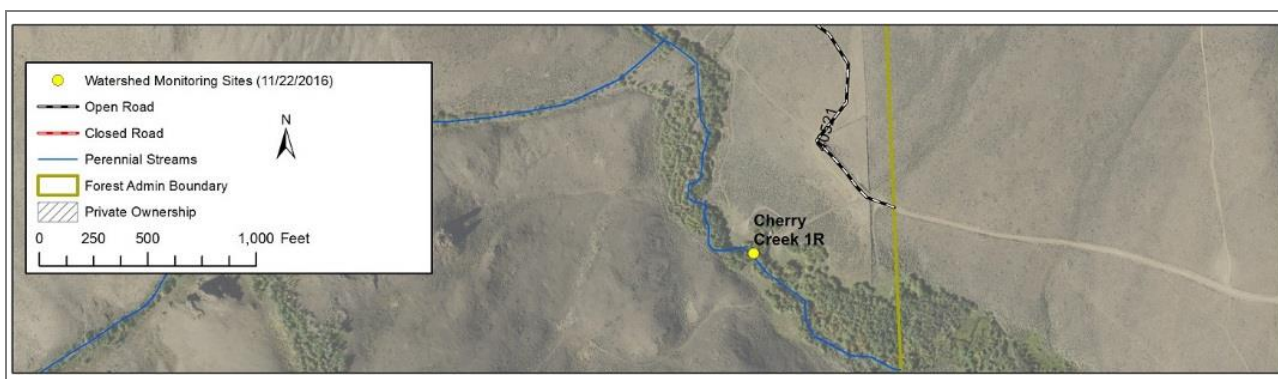 Watershed Monitoring Sites (11/22/2016)
Open Road
N
Closed Road
Perennial Streams
Forest Admin Boundary
Private Ownership
0 250 500 1,000 Feet
Cherry
Creek 1R